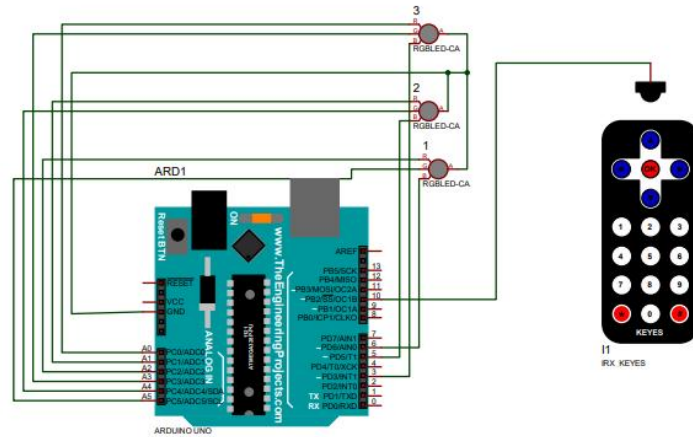 3
R
G
B
A
RGBLED-CA
2
R
G
B
A
RGBLED-CA
1
R
G
B
A
RGBLED-CA
ARD1
Reset BTN
ON
www.TheEngineeringProjects.com
ANALOG IN
RESET
VCC
GND
A0 PC0/ADC0
A1 PC1/ADC1
A2 PC2/ADC2
A3 PC3/ADC3
A4 PC4/ADC4/SDA
A5 PC5/ADC5/SCL
AREF
PB5/SCK 13
PB4/MISO 12
~PB3/MOSI/OC2A 11
~PB2/SS/OC1B 10
~PB1/OC1A 9
PB0/ICP1/CLKO 8
PD7/AIN1 7
~PD6/AIN0 6
~PD5/T1 5
PD4/T0/XCK 4
~PD3/INT1 3
PD2/INT0 2
TX PD1/TXD 1
RX PD0/RXD 0
ARDUINO UNO
OK
1 2 3
4 5 6
7 8 9
* 0 #
KEYES
I1
IRX KEYES